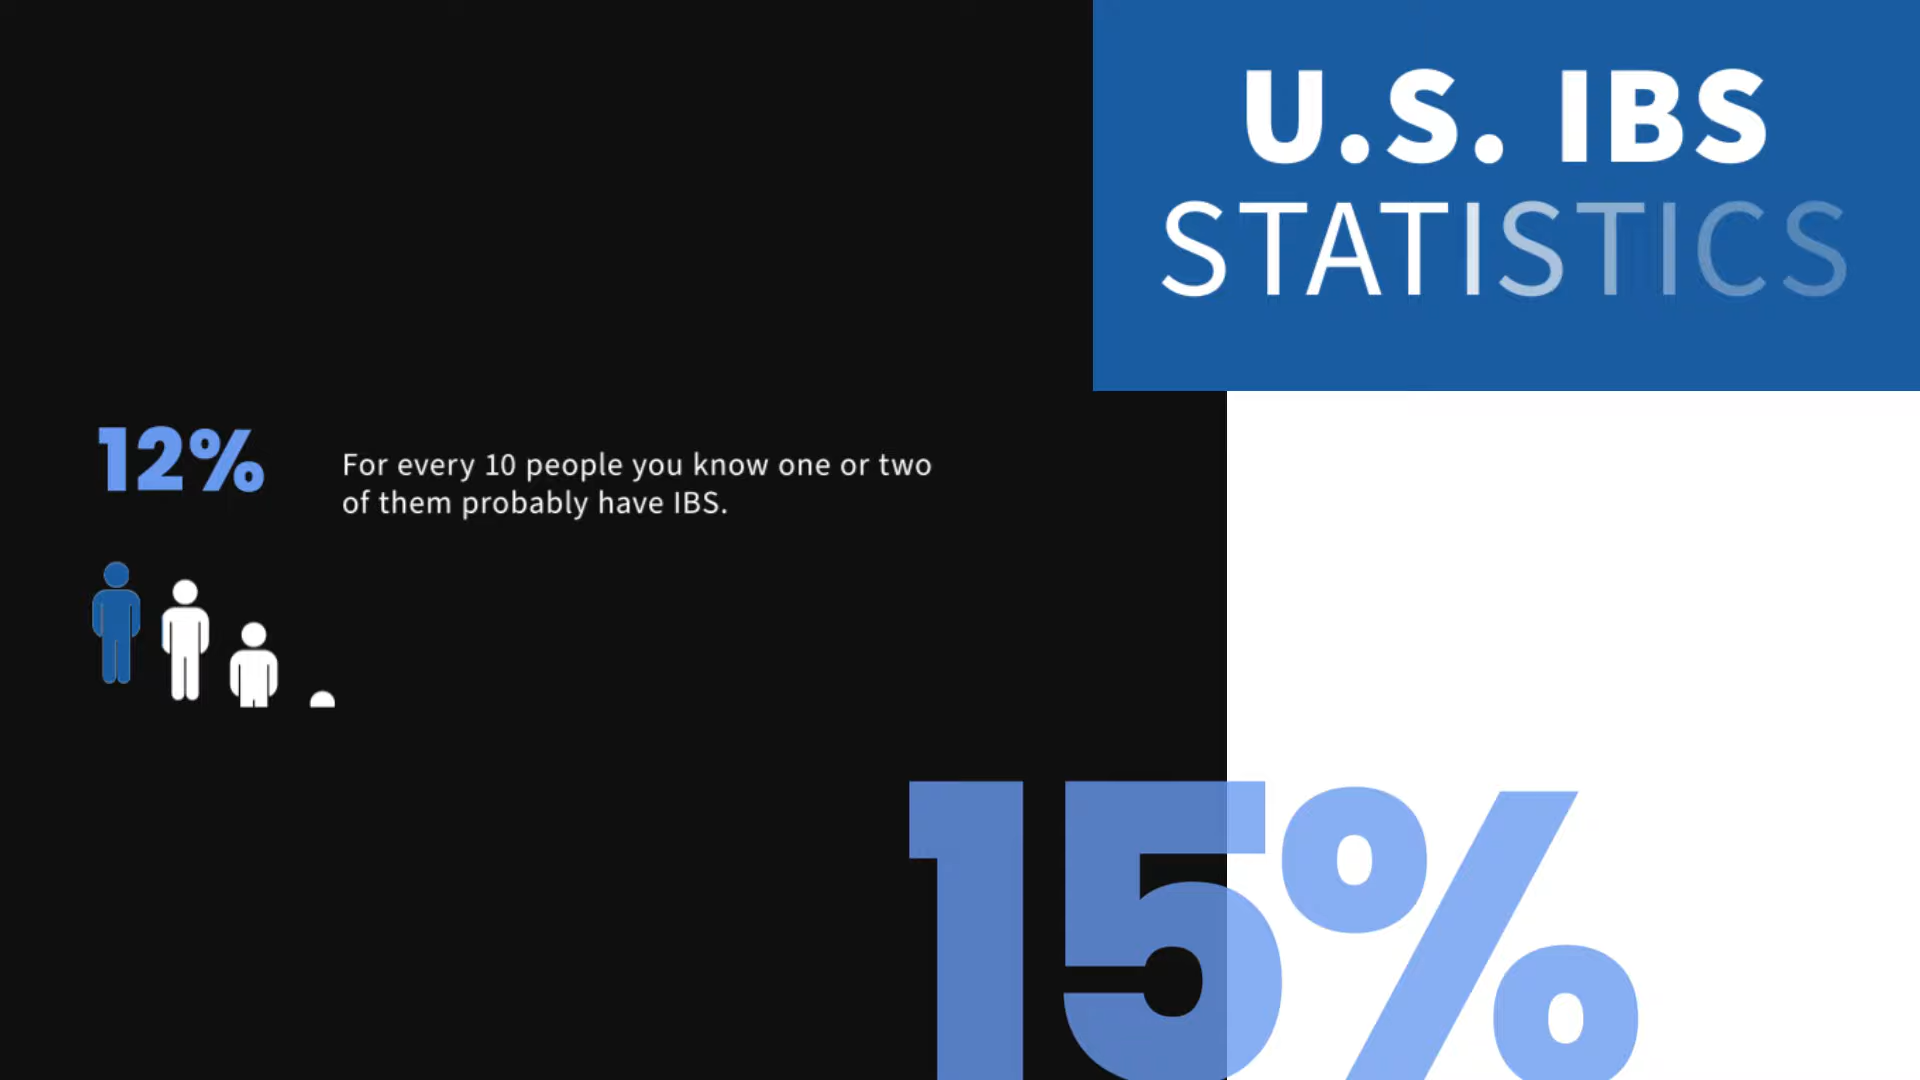 U.S. IBS
STATISTICS
12%
For every 10 people you know one or two
of them probably have IBS.
15%